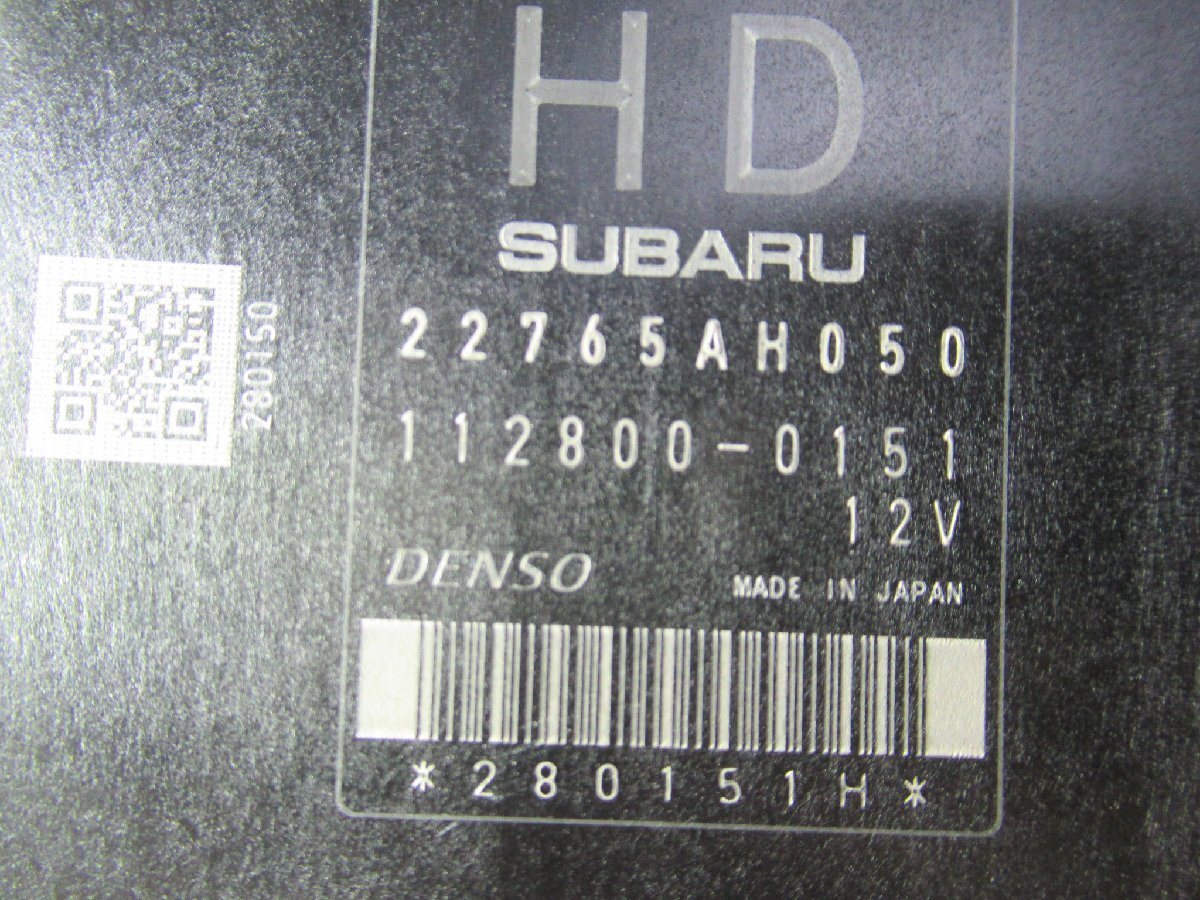 HD
SUBARU
22765AH050
112800-0151
12V
DENSO MADE IN JAPAN
*280151H*
280150